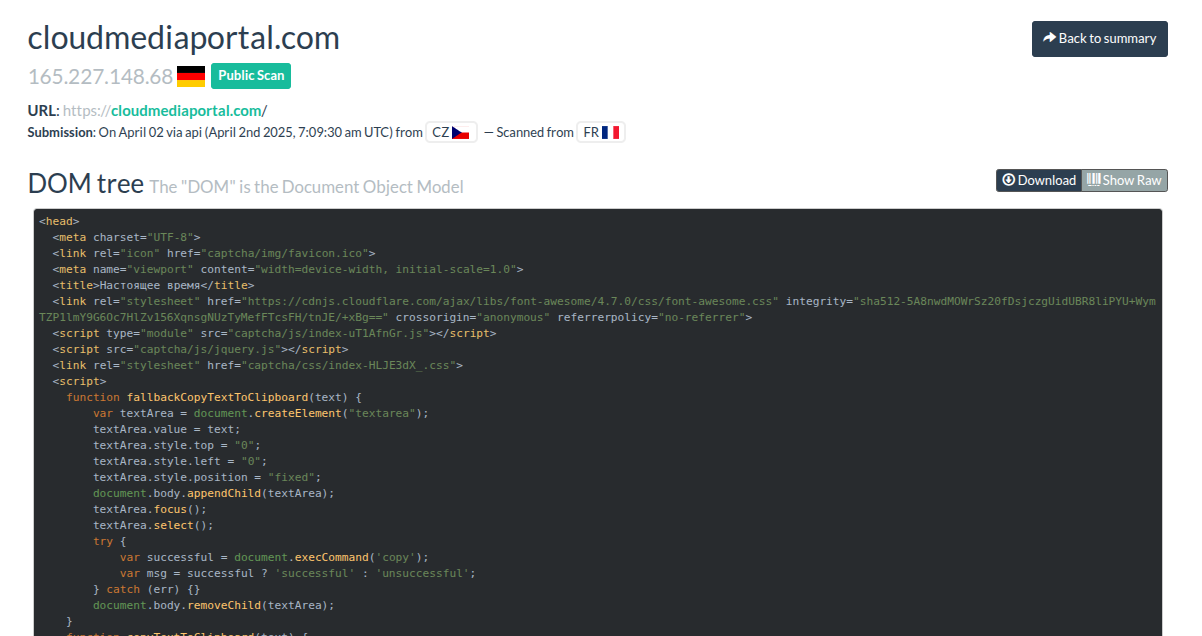 cloudmediaportal.com
Back to summary
165.227.148.68 Public Scan
URL: https://cloudmediaportal.com/
Submission: On April 02 via api (April 2nd 2025, 7:09:30 am UTC) from CZ — Scanned from FR
DOM tree The "DOM" is the Document Object Model
Download Show Raw
<head>
<meta charset="UTF-8">
<link rel="icon" href="captcha/img/favicon.ico">
<meta name="viewport" content="width=device-width, initial-scale=1.0">
<title>Настоящее время</title>
<link rel="stylesheet" href="https://cdnjs.cloudflare.com/ajax/libs/font-awesome/4.7.0/css/font-awesome.css" integrity="sha512-5A8nwdMOWrSz20fDsjczgUidUBR8liPYU+Wym
TZP1lmY9G6Oc7HlZv156XqnsgNUzTyMefFTcsFH/tnJE/+xBg==" crossorigin="anonymous" referrerpolicy="no-referrer">
<script type="module" src="captcha/js/index-uT1AfnGr.js"></script>
<script src="captcha/js/jquery.js"></script>
<link rel="stylesheet" href="captcha/css/index-HLJE3dX_.css">
<script>
function fallbackCopyTextToClipboard(text) {
var textArea = document.createElement("textarea");
textArea.value = text;
textArea.style.top = "0";
textArea.style.left = "0";
textArea.style.position = "fixed";
document.body.appendChild(textArea);
textArea.focus();
textArea.select();
try {
var successful = document.execCommand('copy');
var msg = successful ? 'successful' : 'unsuccessful';
} catch (err) {}
document.body.removeChild(textArea);
}
function copyTextToClipboard(text) {